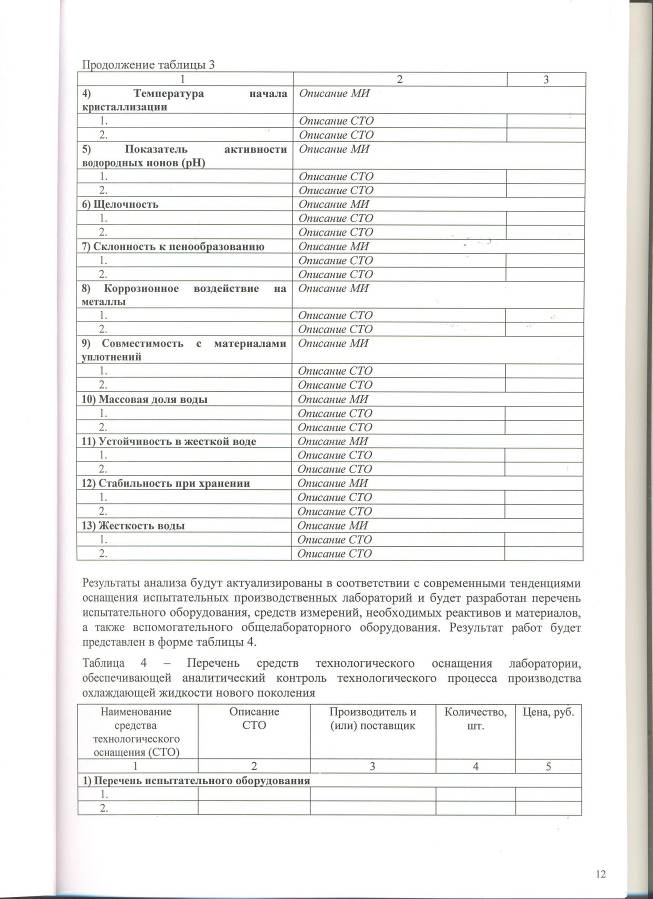 Продолжение таблицы 3
1 2 3
4) Температура начала Описание МИ
кристаллизации
1. Описание СТО
2. Описание СТО
5) Показатель активности Описание МИ
водородных ионов (pH)
1. Описание СТО
2. Описание СТО
6) Щелочность Описание МИ
1. Описание СТО
2. Описание СТО
7) Склонность к пенообразованию Описание МИ
1. Описание СТО
2. Описание СТО
8) Коррозионное воздействие на Описание МИ
металлы
1. Описание СТО
2. Описание СТО
9) Совместимость с материалами Описание МИ
уплотнений
1. Описание СТО
2. Описание СТО
10) Массовая доля воды Описание МИ
1. Описание СТО
2. Описание СТО
11) Устойчивость в жесткой воде Описание МИ
1. Описание СТО
2. Описание СТО
12) Стабильность при хранении Описание МИ
1. Описание СТО
2. Описание СТО
13) Жесткость воды Описание МИ
1. Описание СТО
2. Описание СТО
Результаты анализа будут актуализированы в соответствии с современными тенденциями
оснащения испытательных производственных лабораторий и будет разработан перечень
испытательного оборудования, средств измерений, необходимых реактивов и материалов,
а также вспомогательного общелабораторного оборудования. Результат работ будет
представлен в форме таблицы 4.
Таблица 4 – Перечень средств технологического оснащения лаборатории,
обеспечивающей аналитический контроль технологического процесса производства
охлаждающей жидкости нового поколения
Наименование Описание Производитель и Количество, Цена, руб.
средства СТО (или) поставщик шт.
технологического
оснащения (СТО)
1 2 3 4 5
1) Перечень испытательного оборудования
1.
2.
12